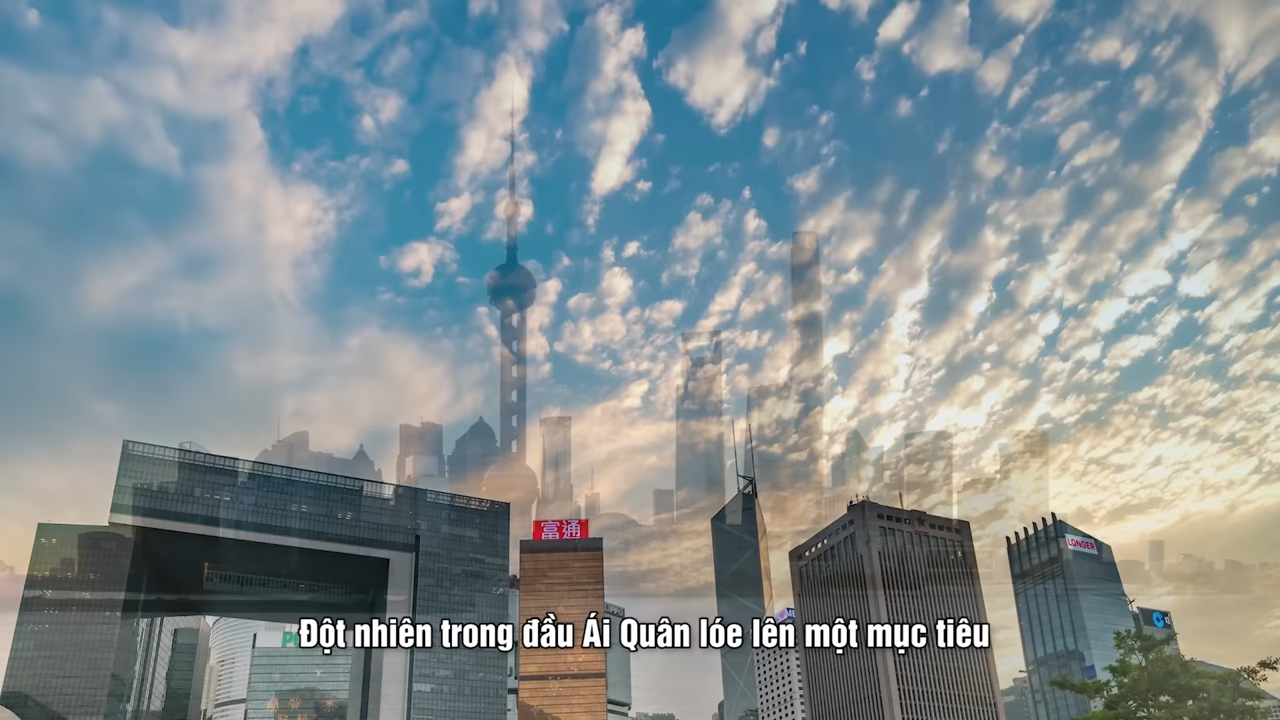 富通
LONGER
Đột nhiên trong đầu Ái Quân lóe lên một mục tiêu